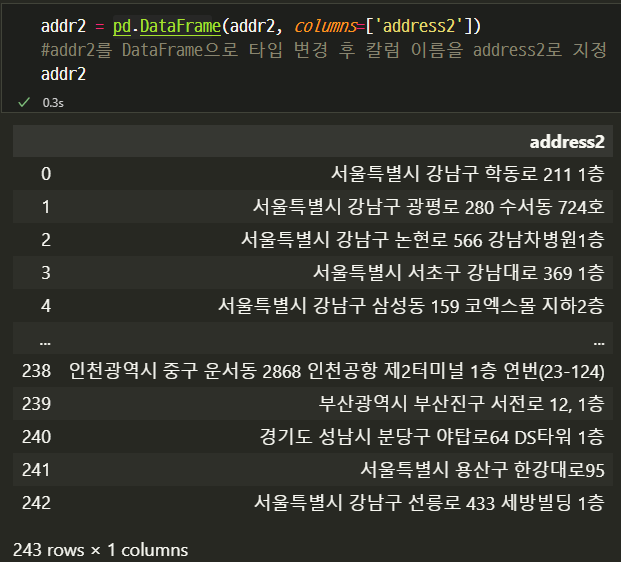 addr2 = pd.DataFrame(addr2, columns=['address2'])
#addr2를 DataFrame으로 타입 변경 후 칼럼 이름을 address2로 지정
addr2
0.3s
address2
0 서울특별시 강남구 학동로 211 1층
1 서울특별시 강남구 광평로 280 수서동 724호
2 서울특별시 강남구 논현로 566 강남차병원1층
3 서울특별시 서초구 강남대로 369 1층
4 서울특별시 강남구 삼성동 159 코엑스몰 지하2층
... ...
238 인천광역시 중구 운서동 2868 인천공항 제2터미널 1층 연번(23-124)
239 부산광역시 부산진구 서전로 12, 1층
240 경기도 성남시 분당구 야탑로64 DS타워 1층
241 서울특별시 용산구 한강대로95
242 서울특별시 강남구 선릉로 433 세방빌딩 1층
243 rows × 1 columns